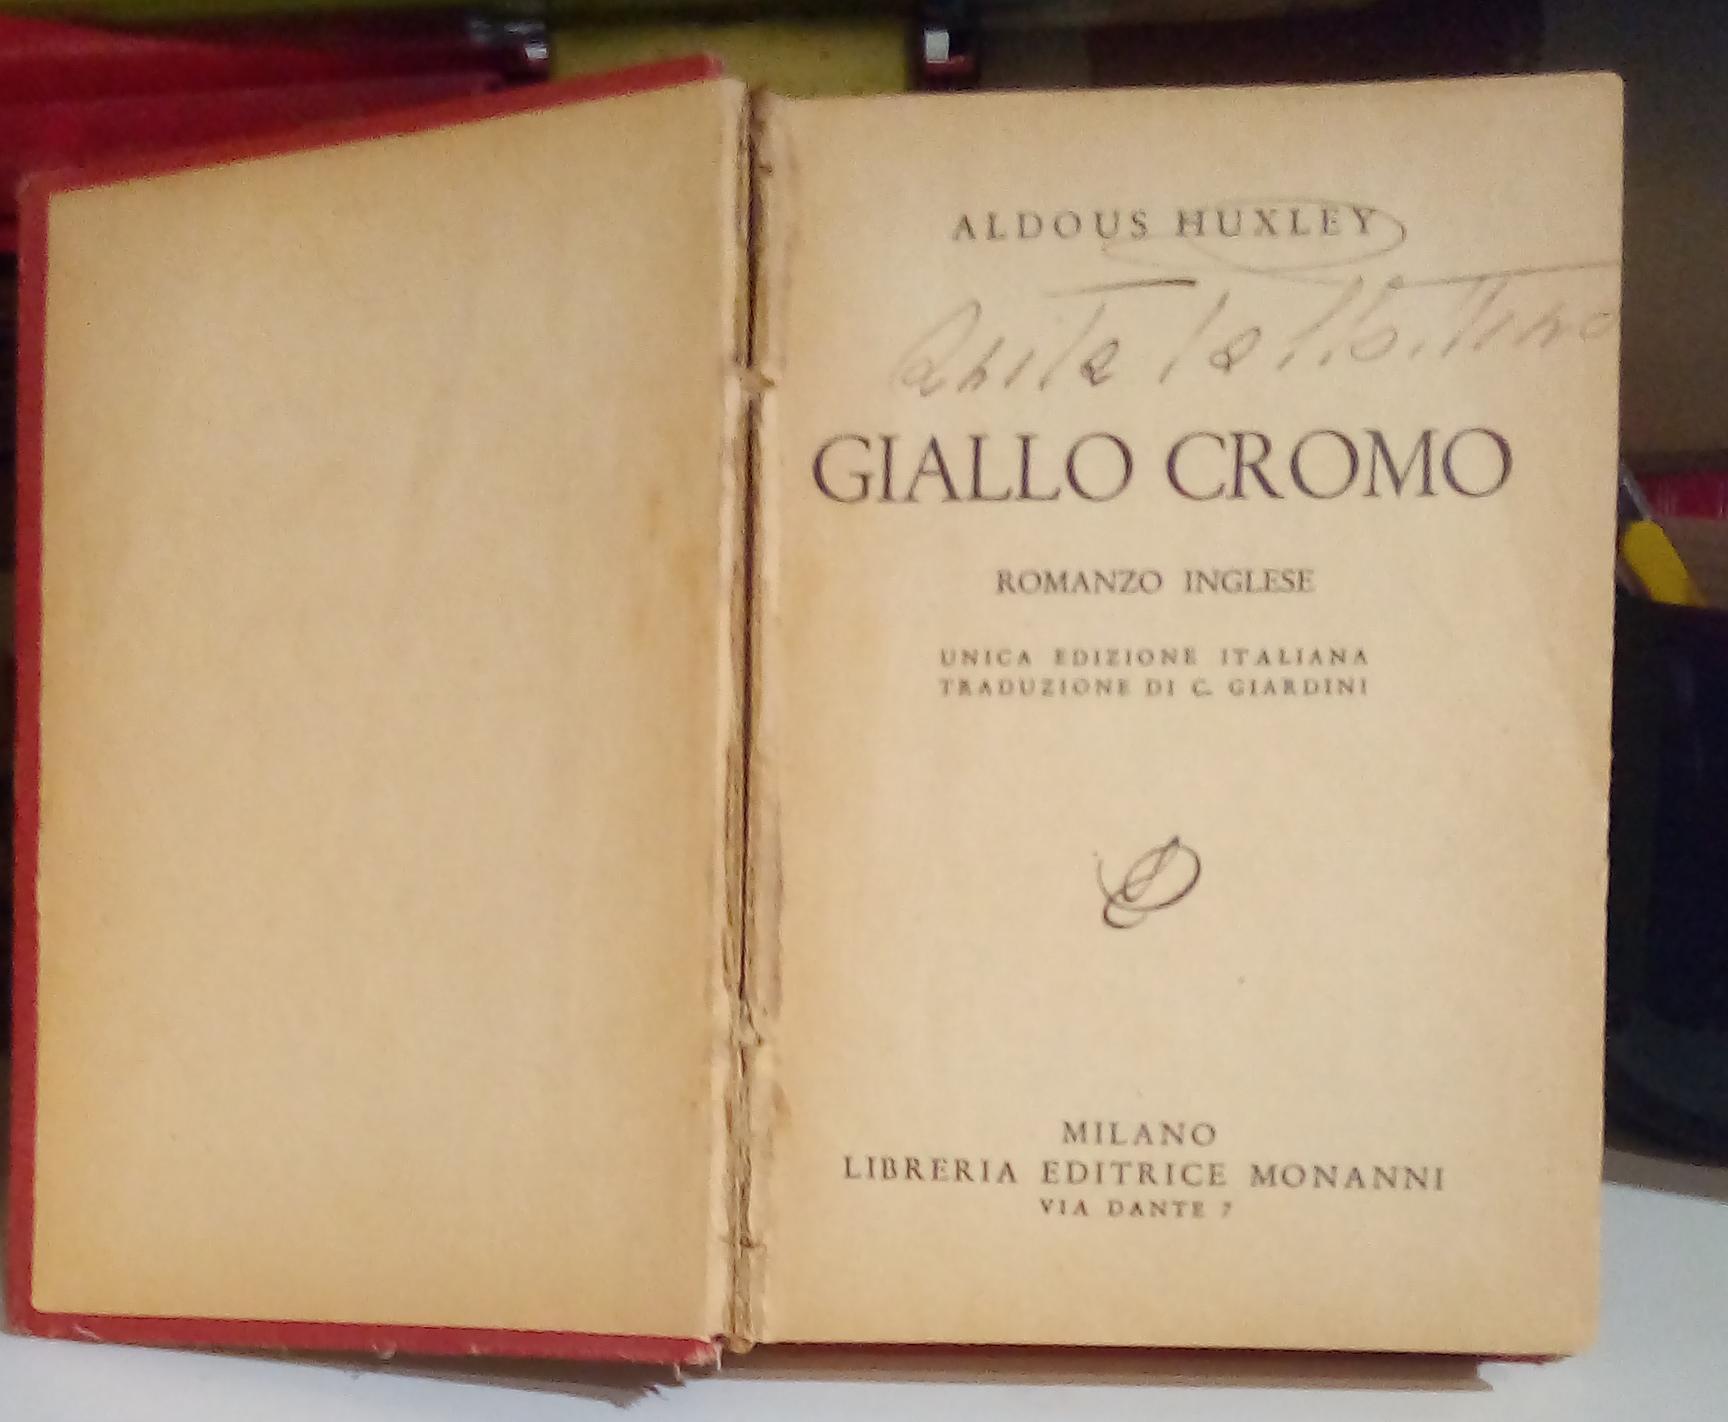 ALDOUS HUXLEY
GIALLO CROMO
ROMANZO INGLESE
UNICA EDIZIONE ITALIANA
TRADUZIONE DI C. GIARDINI
MILANO
LIBRERIA EDITRICE MONANNI
VIA DANTE 7